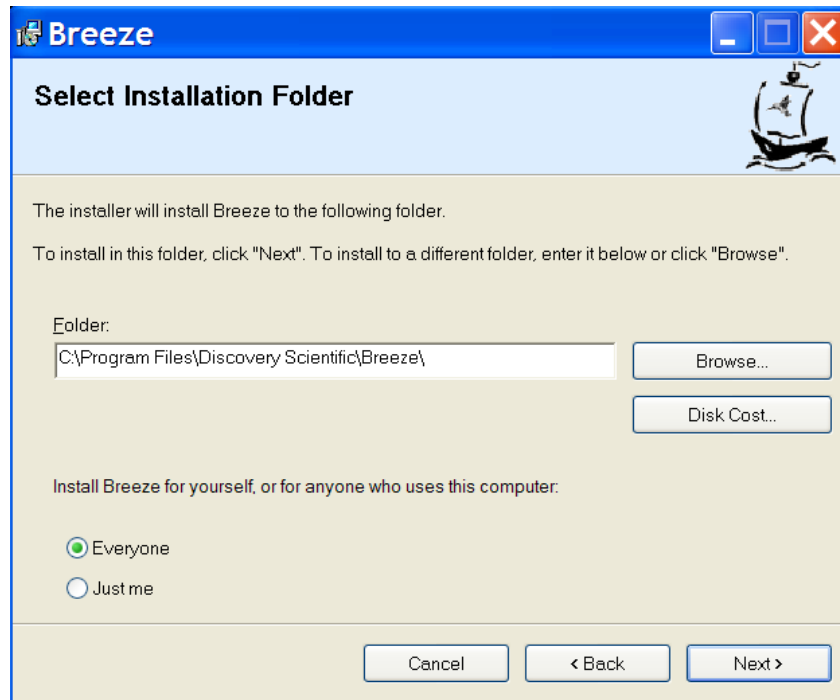 Breeze
Select Installation Folder
The installer will install Breeze to the following folder.
To install in this folder, click "Next". To install to a different folder, enter it below or click "Browse".
Folder:
C:\Program Files\Discovery Scientific\Breeze\
Browse...
Disk Cost...
Install Breeze for yourself, or for anyone who uses this computer:
Everyone
Just me
Cancel
< Back
Next >